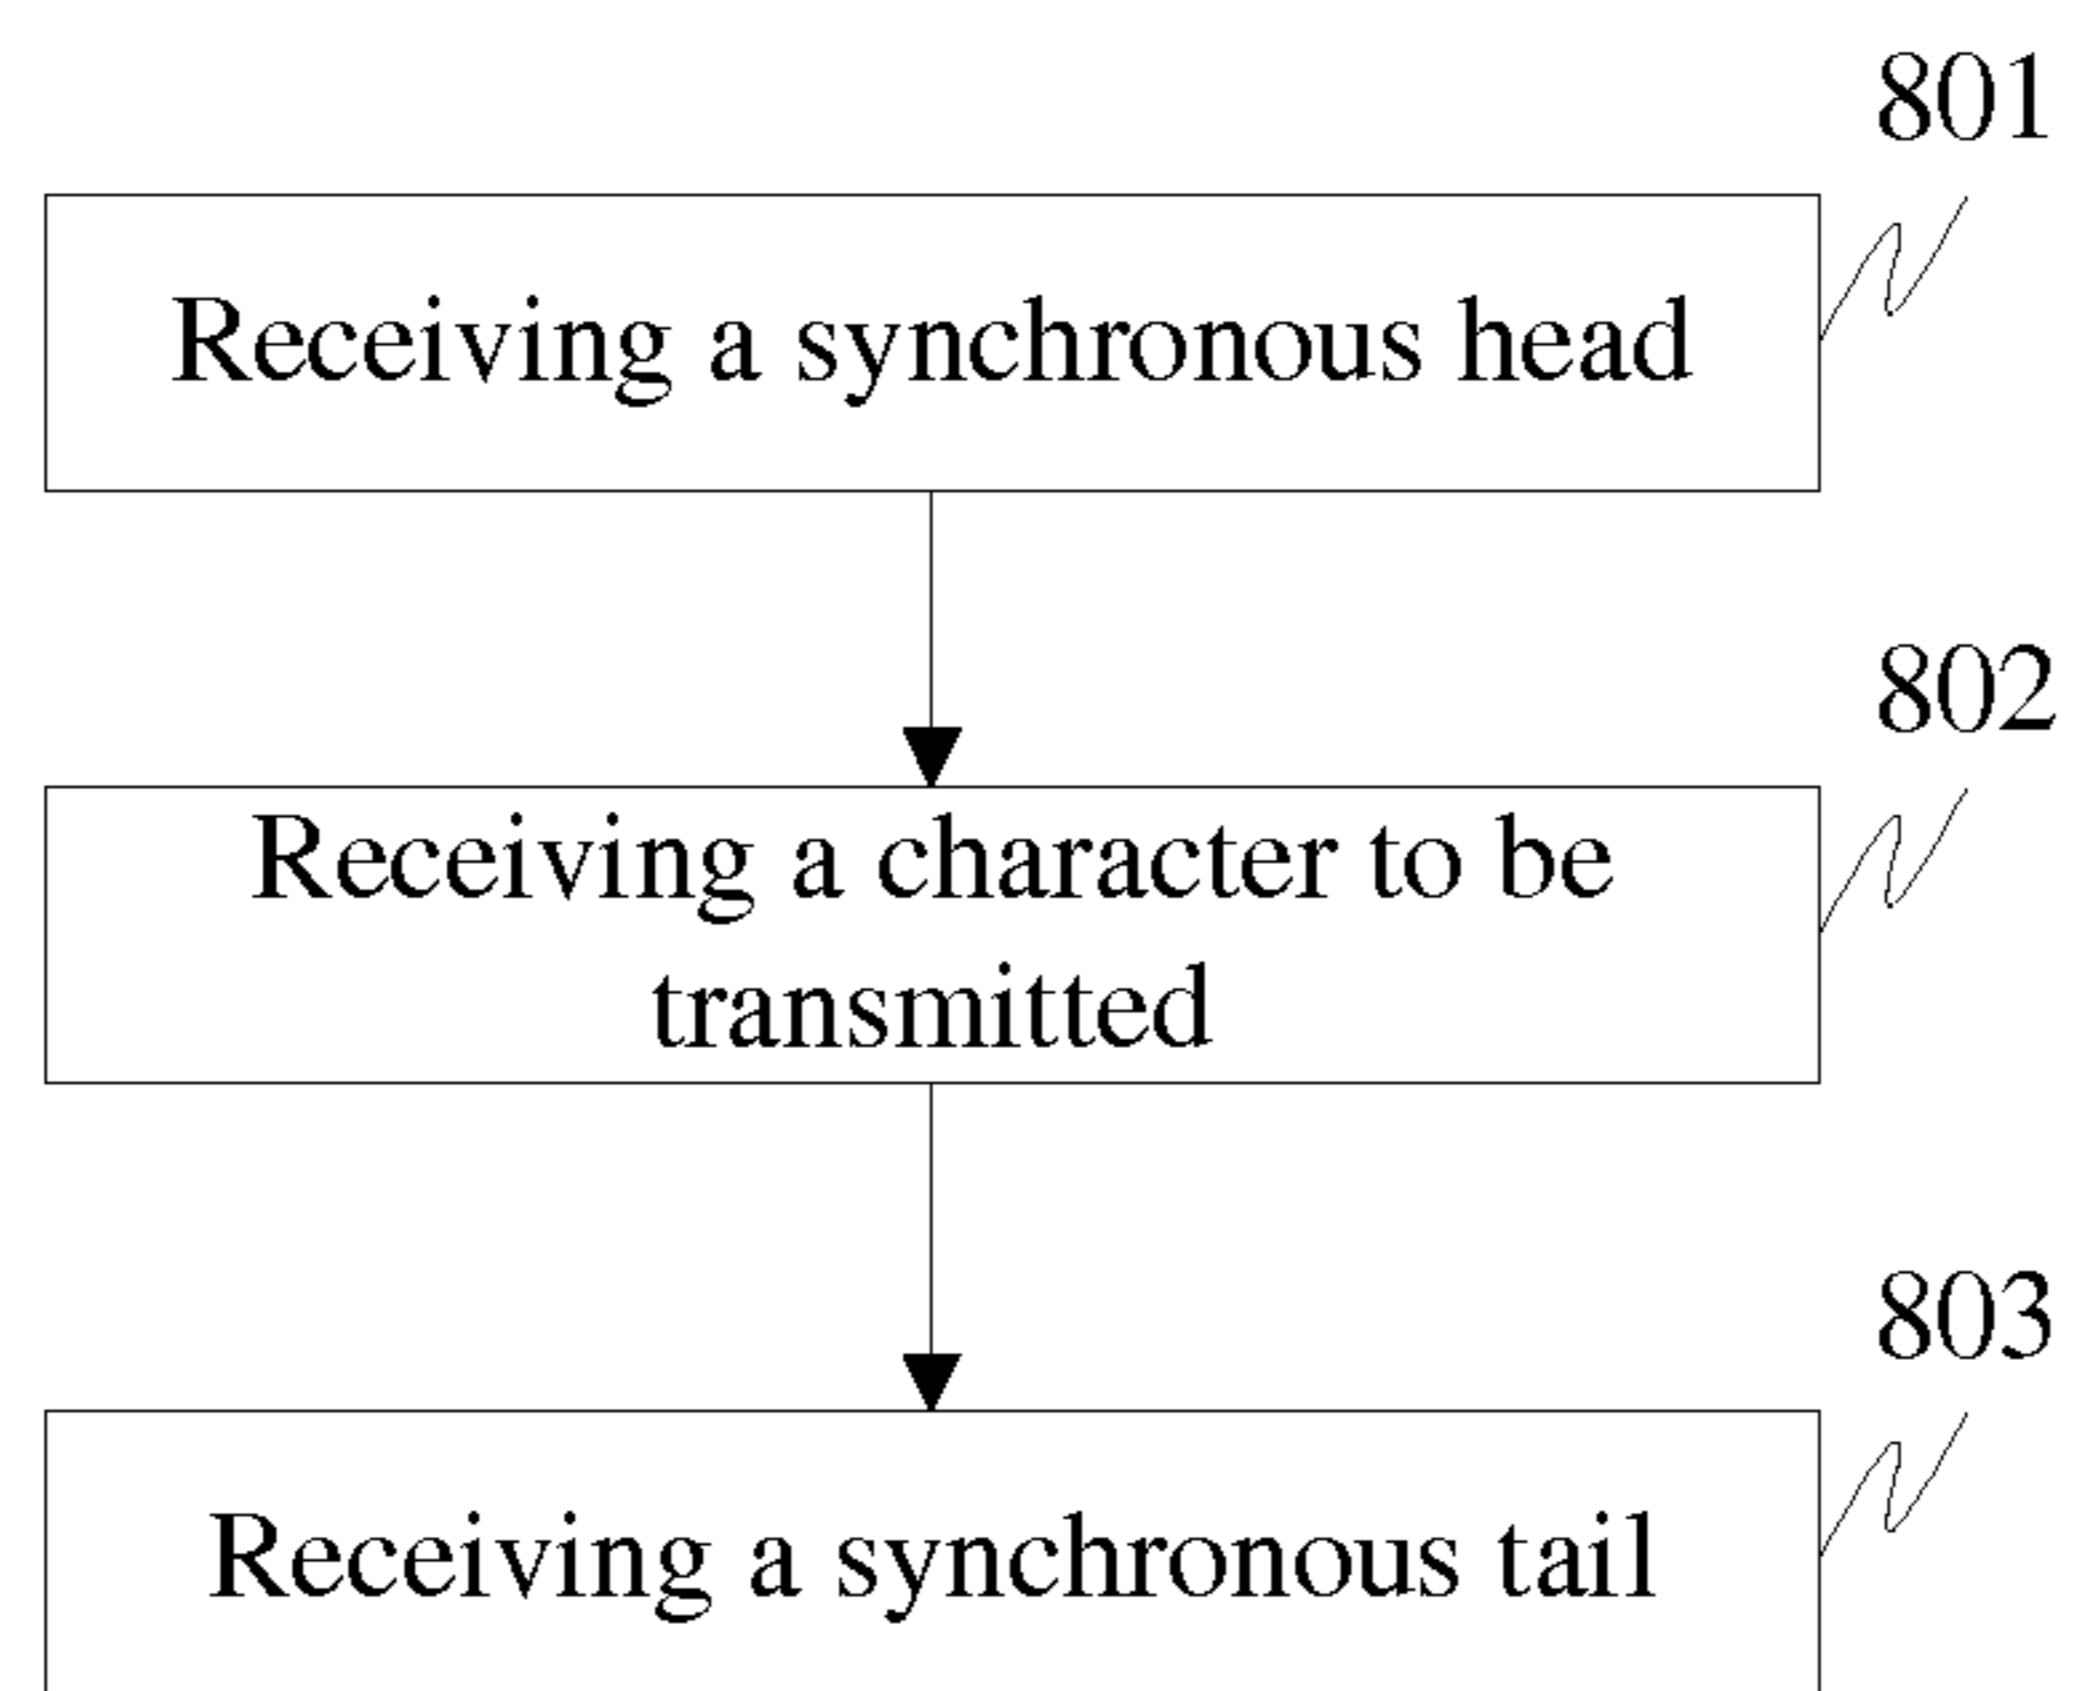 801
Receiving a synchronous head
802
Receiving a character to be
transmitted
803
Receiving a synchronous tail